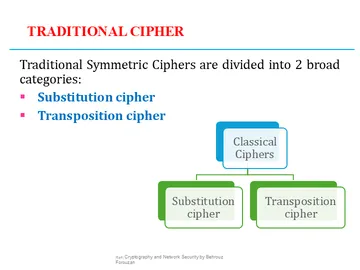 TRADITIONAL CIPHER
Traditional Symmetric Ciphers are divided into 2 broad
categories:
▪ Substitution cipher
▪ Transposition cipher
Classical
Ciphers
Substitution
cipher
Transposition
cipher
Cryptography and Network Security by Behrouz
Forouzan